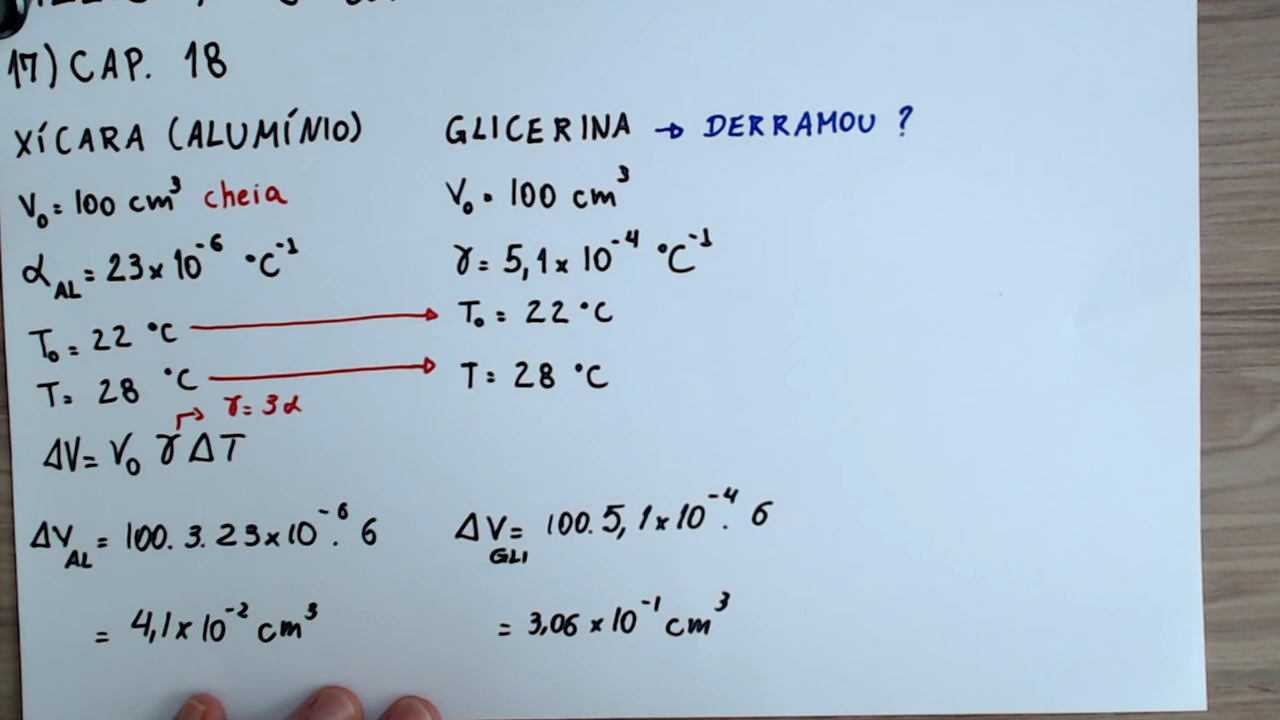 17) CAP. 18
XÍCARA (ALUMÍNIO) GLICERINA → DERRAMOU ?
V₀ = 100 cm³ cheia V₀ = 100 cm³
α_AL = 23 x 10⁻⁶ °C⁻¹ γ = 5,1 x 10⁻⁴ °C⁻¹
T₀ = 22 °C → T₀ = 22 °C
T = 28 °C → T = 28 °C
γ = 3α
ΔV = V₀ γ ΔT
ΔV_AL = 100. 3. 23 x 10⁻⁶. 6 ΔV_GLI = 100. 5,1 x 10⁻⁴. 6
= 4,1 x 10⁻² cm³ = 3,06 x 10⁻¹ cm³